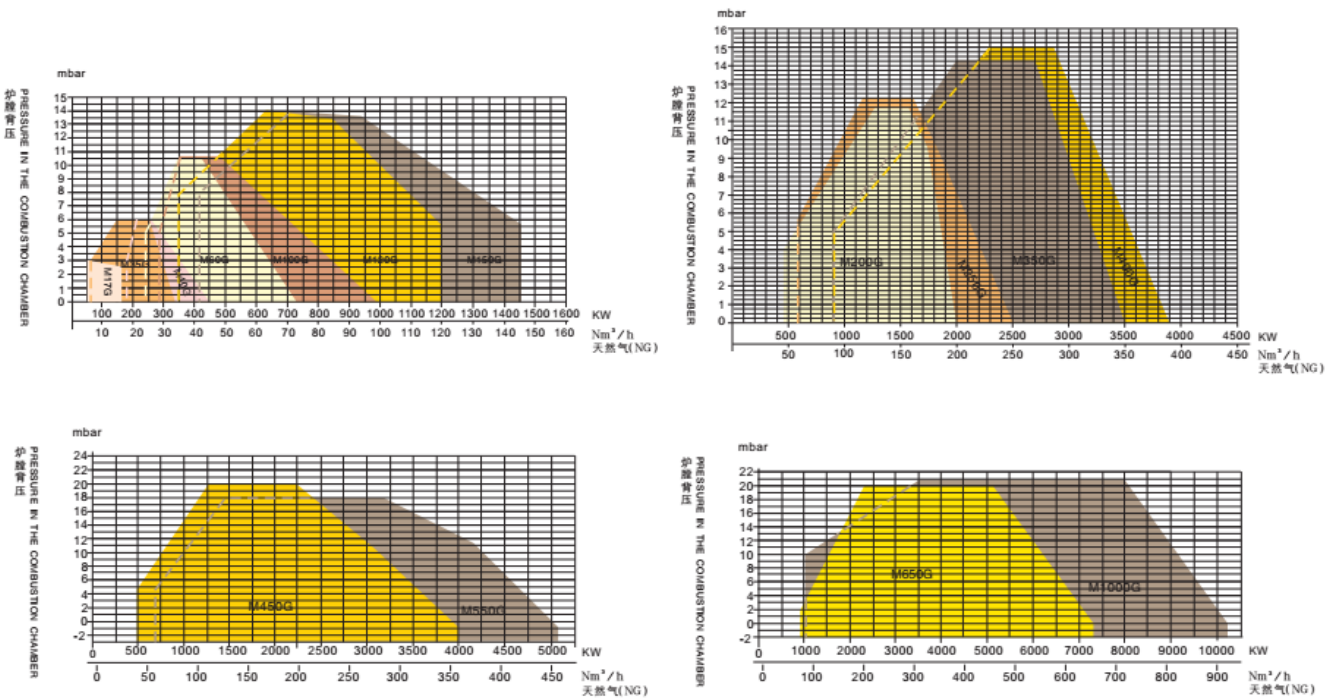 mbar
炉膛背压
PRESSURE IN THE COMBUSTION CHAMBER
15
14
13
12
11
10
9
8
7
6
5
4
3
2
1
0
M17G
M35G
M60G
M100G
M150G
100 200 300 400 500 600 700 800 900 1000 1100 1200 1300 1400 1500 1600 KW
10 20 30 40 50 60 70 80 90 100 110 120 130 140 150 160 Nm³/h
天然气(NG)
mbar
炉膛背压
PRESSURE IN THE COMBUSTION CHAMBER
16
15
14
13
12
11
10
9
8
7
6
5
4
3
2
1
0
M200G
M350G
500 1000 1500 2000 2500 3000 3500 4000 4500 KW
50 100 150 200 250 300 350 400 450 Nm³/h
天然气(NG)
mbar
炉膛背压
PRESSURE IN THE COMBUSTION CHAMBER
24
20
18
16
14
12
10
8
6
4
2
0
-2
M450G
M550G
0 500 1000 1500 2000 2500 3000 3500 4000 4500 5000 KW
0 50 100 150 200 250 300 350 400 450 500 Nm³/h
天然气(NG)
mbar
炉膛背压
PRESSURE IN THE COMBUSTION CHAMBER
22
20
18
16
14
12
10
8
6
4
2
0
-2
M650G
M1000G
0 1000 2000 3000 4000 5000 6000 7000 8000 9000 10000 KW
0 100 200 300 400 500 600 700 800 900 Nm³/h
天然气(NG)